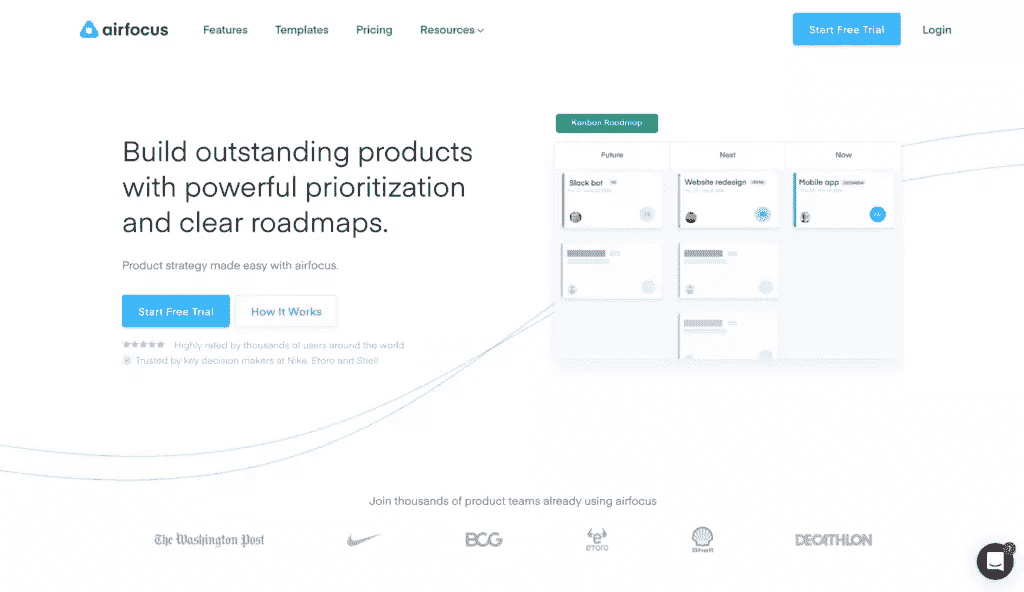 airfocus
Features Templates Pricing Resources
Start Free Trial Login
Kanban Roadmap
Future Next Now
Slack bot
Website redesign
Mobile app
Build outstanding products
with powerful prioritization
and clear roadmaps.
Product strategy made easy with airfocus.
Start Free Trial How It Works
Highly rated by thousands of users around the world
Trusted by key decision makers at Nike, Etoro and Shell
Join thousands of product teams already using airfocus
The Washington Post BCG eToro Shell DECATHLON